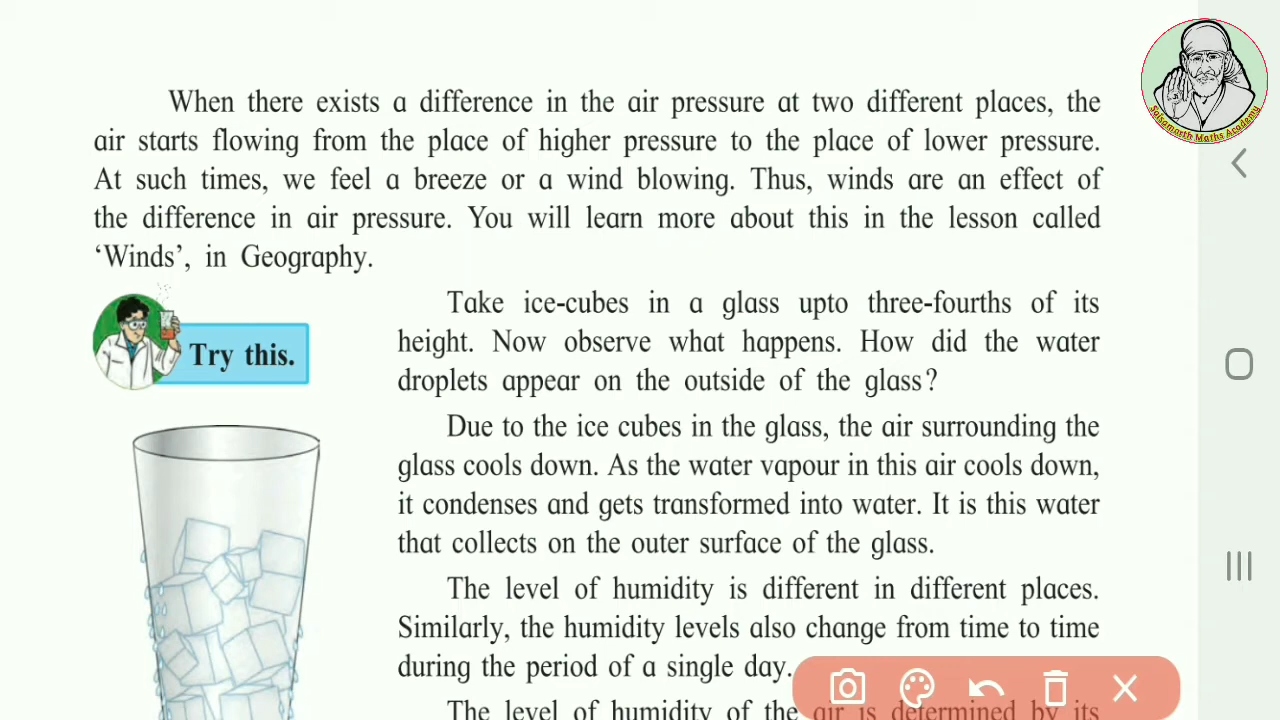 When there exists a difference in the air pressure at two different places, the
air starts flowing from the place of higher pressure to the place of lower pressure.
At such times, we feel a breeze or a wind blowing. Thus, winds are an effect of
the difference in air pressure. You will learn more about this in the lesson called
‘Winds’, in Geography.
Saisamarth Maths Academy
Try this.
Take ice-cubes in a glass upto three-fourths of its
height. Now observe what happens. How did the water
droplets appear on the outside of the glass?
Due to the ice cubes in the glass, the air surrounding the
glass cools down. As the water vapour in this air cools down,
it condenses and gets transformed into water. It is this water
that collects on the outer surface of the glass.
The level of humidity is different in different places.
Similarly, the humidity levels also change from time to time
during the period of a single day.
The level of humidity of the air is determined by its